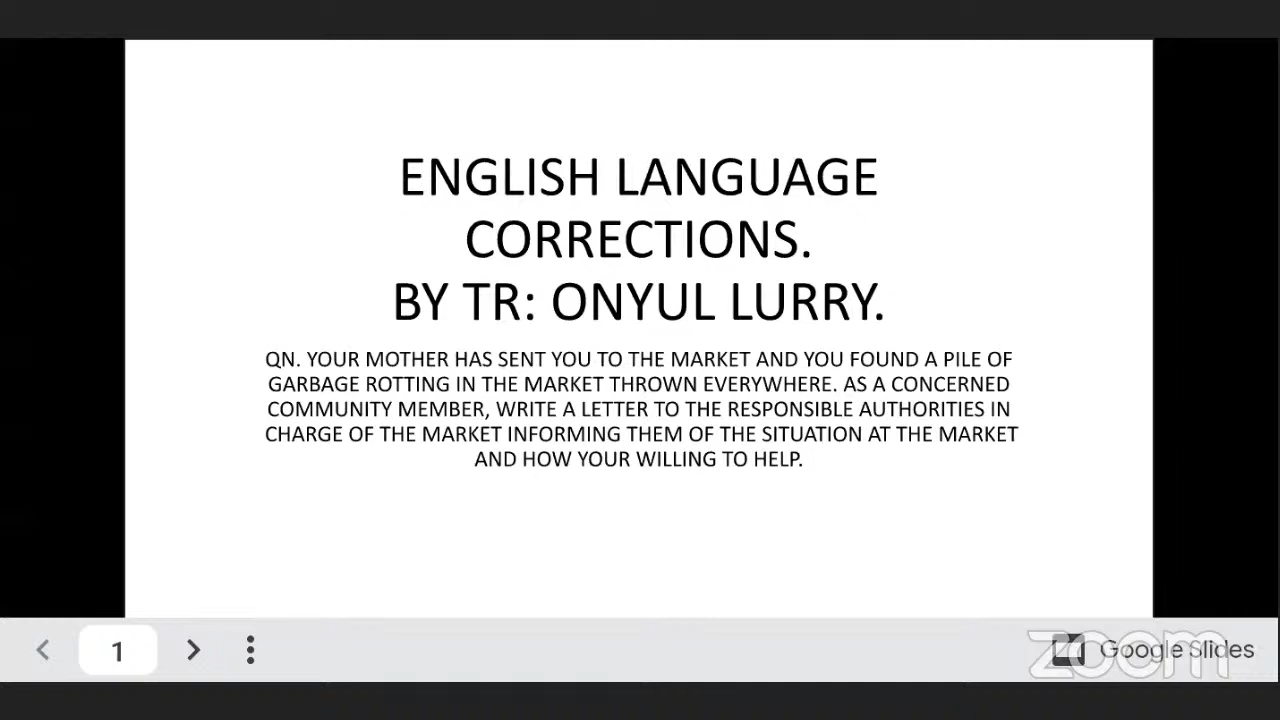 ENGLISH LANGUAGE
CORRECTIONS.
BY TR: ONYUL LURRY.
QN. YOUR MOTHER HAS SENT YOU TO THE MARKET AND YOU FOUND A PILE OF
GARBAGE ROTTING IN THE MARKET THROWN EVERYWHERE. AS A CONCERNED
COMMUNITY MEMBER, WRITE A LETTER TO THE RESPONSIBLE AUTHORITIES IN
CHARGE OF THE MARKET INFORMING THEM OF THE SITUATION AT THE MARKET
AND HOW YOUR WILLING TO HELP.
1
Google Slides
zoom